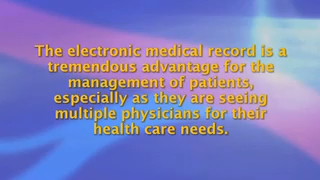 The electronic medical record is a
tremendous advantage for the
management of patients,
especially as they are seeing
multiple physicians for their
health care needs.